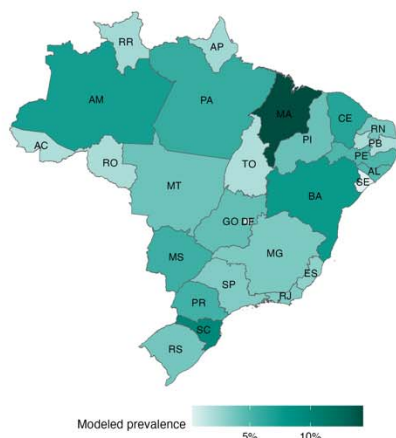 RR AP
AM PA MA CE RN
PI PB
AC RO TO PE AL
SE
MT BA
GO DF
MG
MS ES
SP RJ
PR
SC
RS
Modeled prevalence 5% 10%